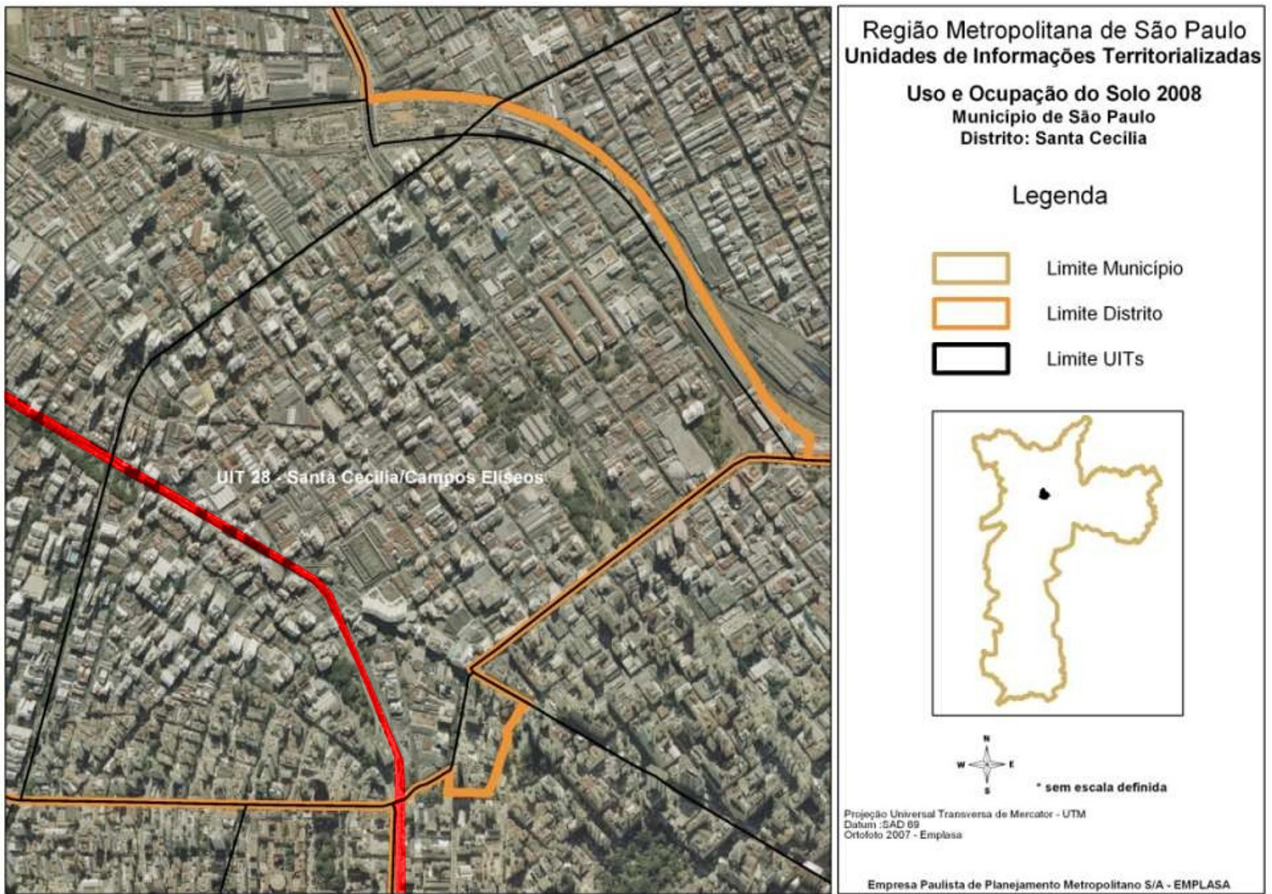 UIT 28 - Santa Cecília/Campos Elíseos
Região Metropolitana de São Paulo
Unidades de Informações Territorializadas
Uso e Ocupação do Solo 2008
Município de São Paulo
Distrito: Santa Cecília
Legenda
Limite Município
Limite Distrito
Limite UITs
N
W E
S
* sem escala definida
Projeção Universal Transversa de Mercator - UTM
Datum :SAD 69
Ortofoto 2007 - Emplasa
Empresa Paulista de Planejamento Metropolitano S/A - EMPLASA